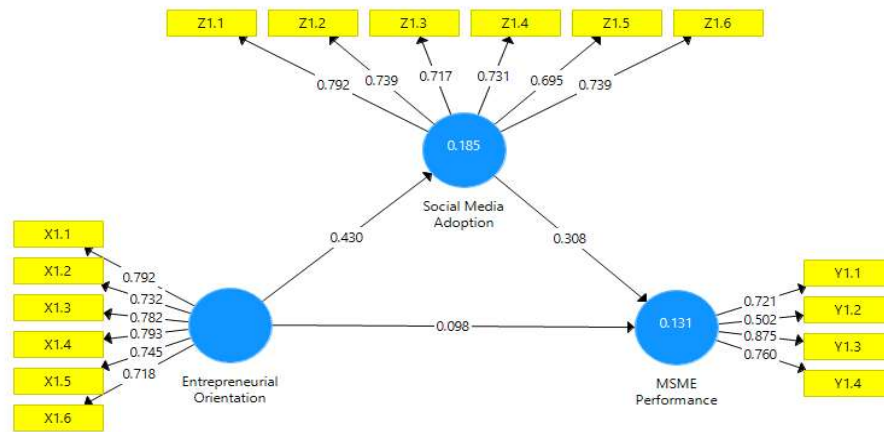 Z1.1 Z1.2 Z1.3 Z1.4 Z1.5 Z1.6
0.792 0.739 0.717 0.731 0.695 0.739
0.185
Social Media
Adoption
0.430 0.308
X1.1
X1.2
X1.3
X1.4
X1.5
X1.6
0.792
0.732
0.782
0.793
0.745
0.718
Entrepreneurial
Orientation
0.098
0.131
MSME
Performance
0.721
0.502
0.875
0.760
Y1.1
Y1.2
Y1.3
Y1.4